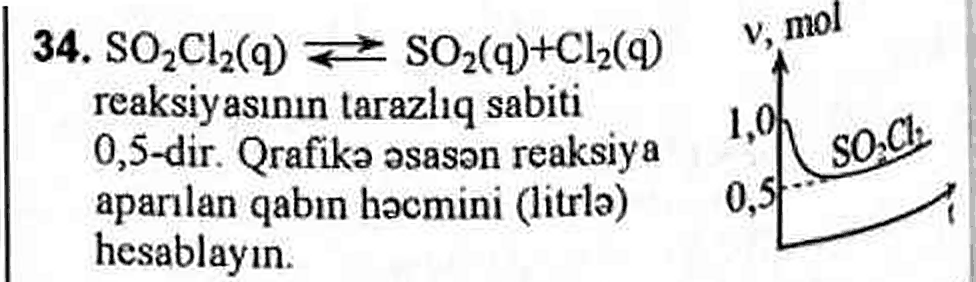 34. SO₂Cl₂(q) ⇄ SO₂(q)+Cl₂(q)
reaksiyasının tarazlıq sabiti
0,5-dir. Qrafikə əsasən reaksiya
aparılan qabın həcmini (litrlə)
hesablayın.
ν, mol
1,0
SO₂Cl₂
0,5
t